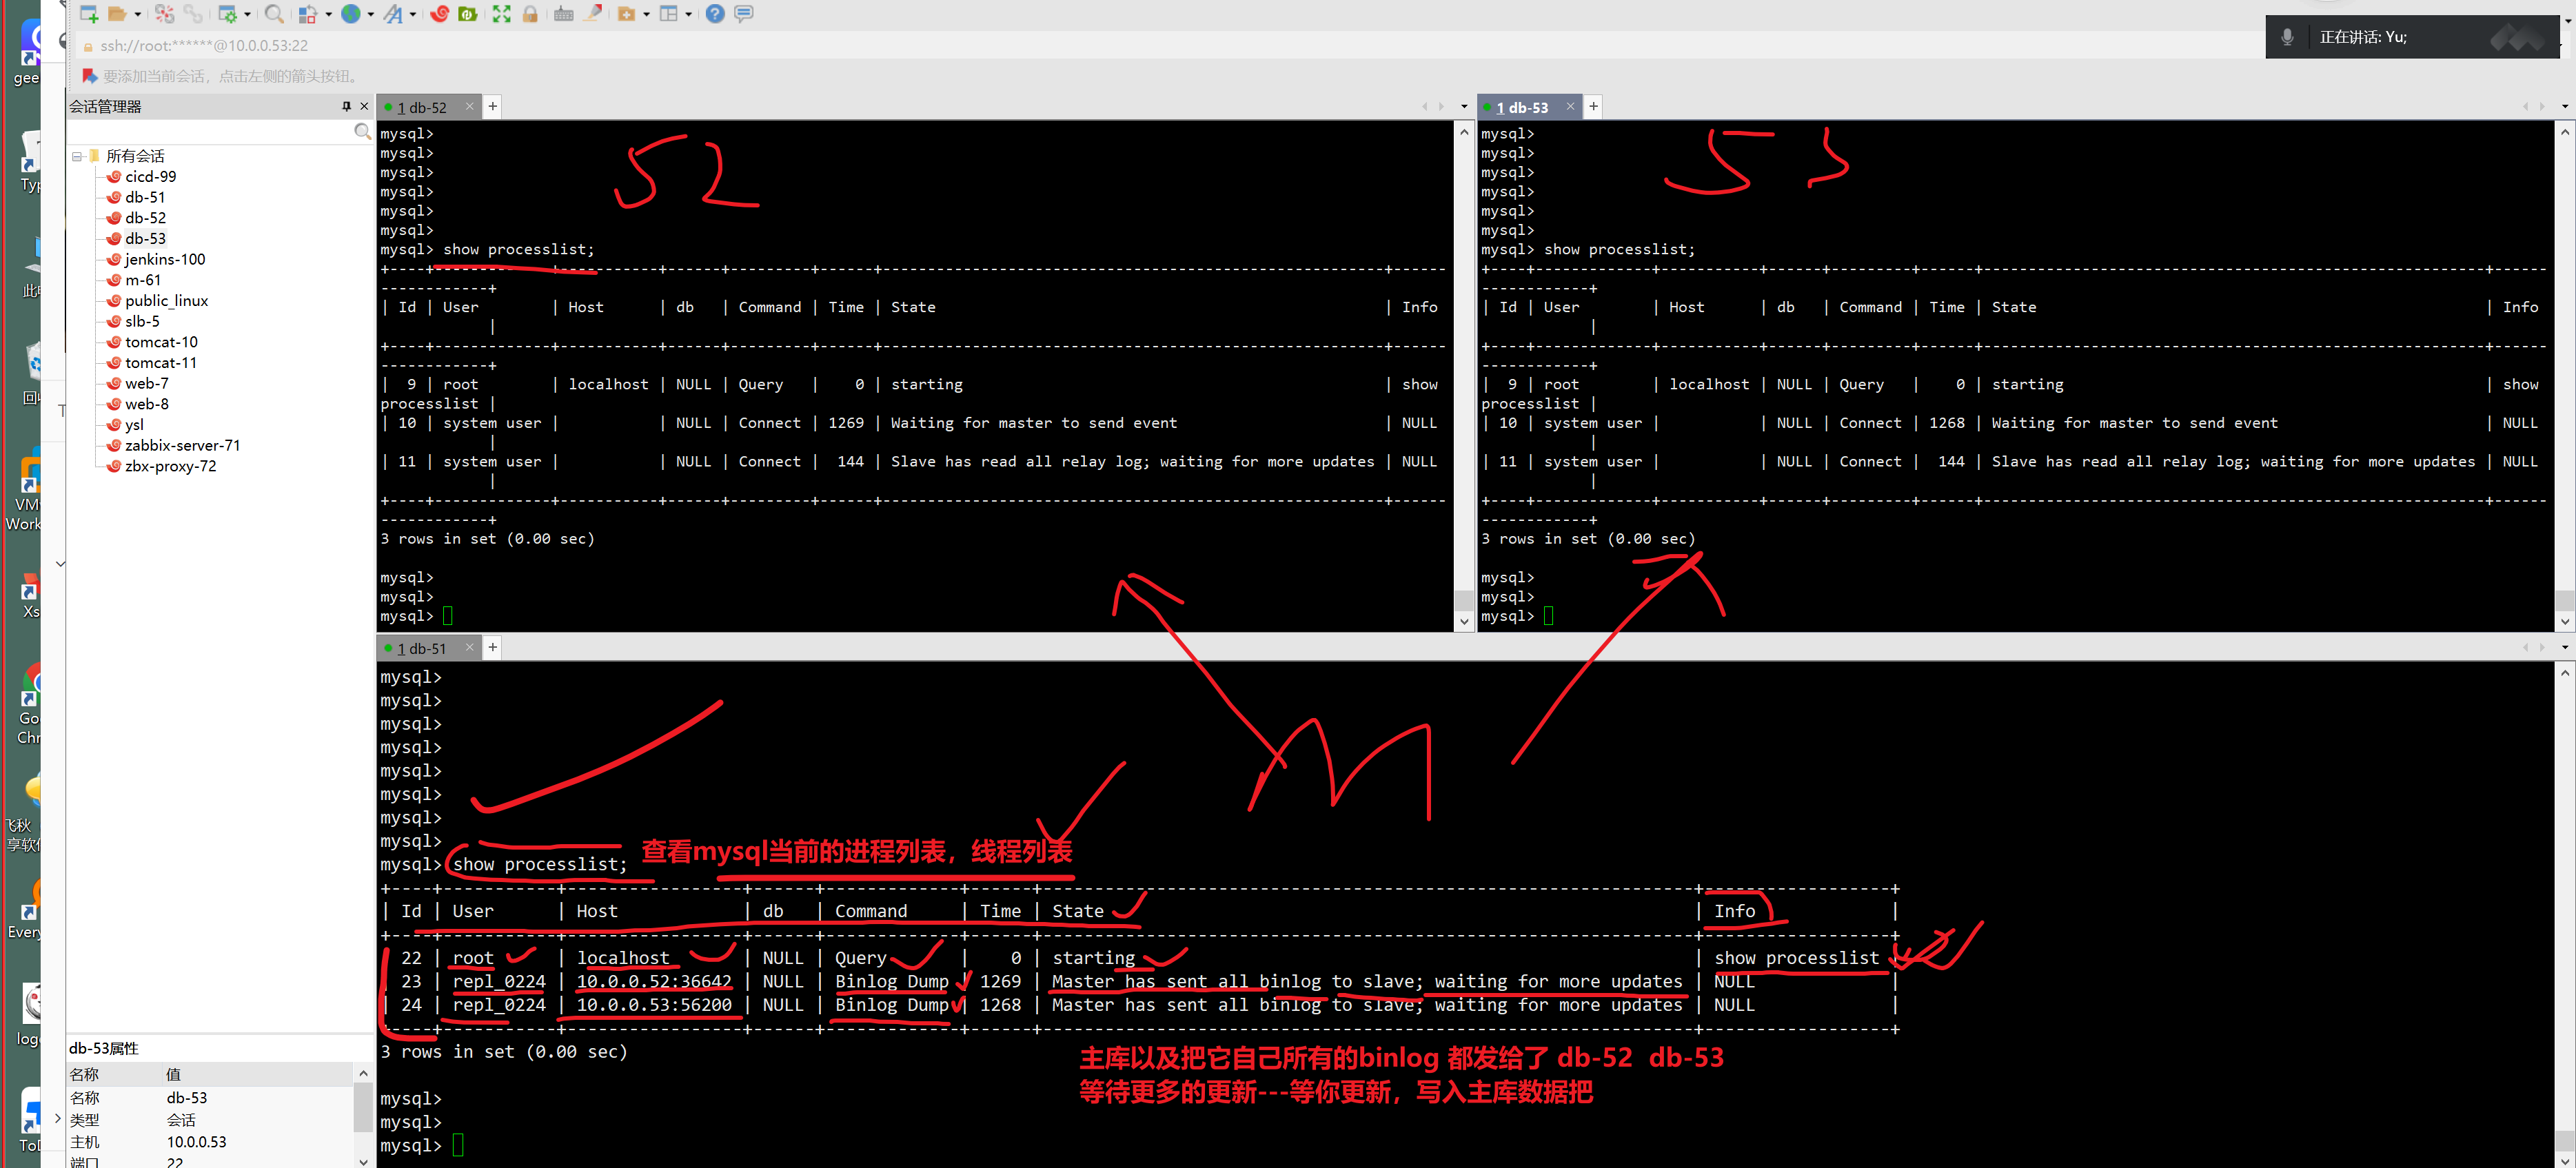 ssh://root:******@10.0.0.53:22
正在讲话: Yu;
要添加当前会话，点击左侧的箭头按钮。
会话管理器
所有会话
cicd-99
db-51
db-52
db-53
jenkins-100
m-61
public_linux
slb-5
tomcat-10
tomcat-11
web-7
web-8
ysl
zabbix-server-71
zbx-proxy-72
db-53属性
名称 值
名称 db-53
类型 会话
主机 10.0.0.53
端口 22
1 db-52
52
mysql>
mysql>
mysql>
mysql>
mysql>
mysql>
mysql> show processlist;
+----+-------------+-----------+------+---------+------+--------------------------------------------------------+------
------------+
| Id | User | Host | db | Command | Time | State | Info
|
+----+-------------+-----------+------+---------+------+--------------------------------------------------------+------
------------+
| 9 | root | localhost | NULL | Query | 0 | starting | show
processlist |
| 10 | system user | | NULL | Connect | 1269 | Waiting for master to send event | NULL
|
| 11 | system user | | NULL | Connect | 144 | Slave has read all relay log; waiting for more updates | NULL
|
+----+-------------+-----------+------+---------+------+--------------------------------------------------------+------
------------+
3 rows in set (0.00 sec)
mysql>
mysql>
mysql>
1 db-53
53
mysql>
mysql>
mysql>
mysql>
mysql>
mysql>
mysql> show processlist;
+----+-------------+-----------+------+---------+------+--------------------------------------------------------+------
------------+
| Id | User | Host | db | Command | Time | State | Info
|
+----+-------------+-----------+------+---------+------+--------------------------------------------------------+------
------------+
| 9 | root | localhost | NULL | Query | 0 | starting | show
processlist |
| 10 | system user | | NULL | Connect | 1268 | Waiting for master to send event | NULL
|
| 11 | system user | | NULL | Connect | 144 | Slave has read all relay log; waiting for more updates | NULL
|
+----+-------------+-----------+------+---------+------+--------------------------------------------------------+------
------------+
3 rows in set (0.00 sec)
mysql>
mysql>
mysql>
1 db-51
M
mysql>
mysql>
mysql>
mysql>
mysql>
mysql>
mysql>
mysql>
mysql> show processlist; 查看mysql当前的进程列表，线程列表
+----+-----------+-----------------+------+-------------+------+---------------------------------------------------------------+------------------+
| Id | User | Host | db | Command | Time | State | Info |
+----+-----------+-----------------+------+-------------+------+---------------------------------------------------------------+------------------+
| 22 | root | localhost | NULL | Query | 0 | starting | show processlist |
| 23 | repl_0224 | 10.0.0.52:36642 | NULL | Binlog Dump | 1269 | Master has sent all binlog to slave; waiting for more updates | NULL |
| 24 | repl_0224 | 10.0.0.53:56200 | NULL | Binlog Dump | 1268 | Master has sent all binlog to slave; waiting for more updates | NULL |
+----+-----------+-----------------+------+-------------+------+---------------------------------------------------------------+------------------+
3 rows in set (0.00 sec)
主库以及把它自己所有的binlog 都发给了 db-52 db-53
等待更多的更新---等你更新，写入主库数据把
mysql>
mysql>
mysql>